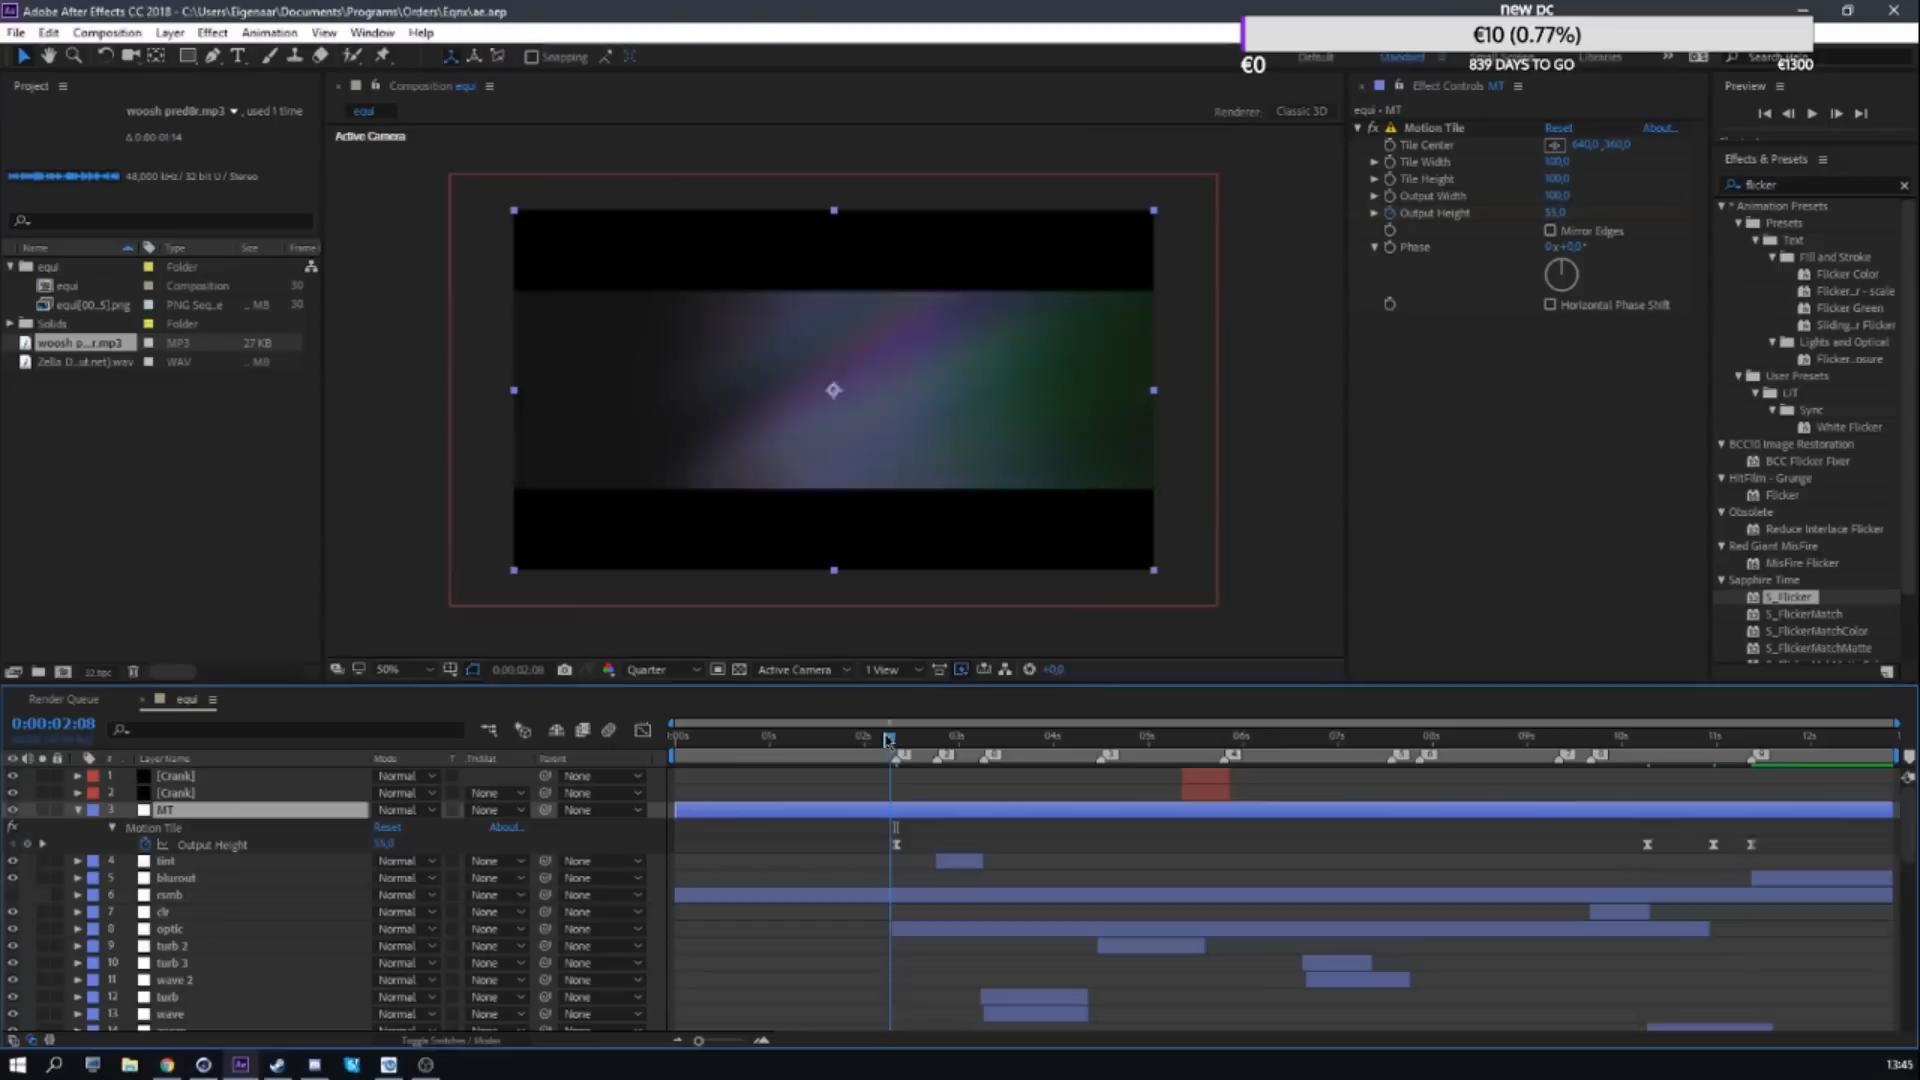 Adobe After Effects CC 2018 - C:\Users\Eigenaar\Documents\Programs\Orders\Eqnx\ae.aep
new pc
File Edit Composition Layer Effect Animation View Window Help
€10 (0.77%)
Snapping
Default Standard Libraries Search Help
€0 839 DAYS TO GO €1300
Project
Composition equi
Effect Controls MT
Preview
woosh pred8r.mp3 , used 1 time
Δ 0:00:01:14
48,000 kHz / 32 bit U / Stereo
equi
Renderer: Classic 3D
Active Camera
equi • MT
Motion Tile Reset About...
Tile Center 640,0 ,360,0
Tile Width 100,0
Tile Height 100,0
Output Width 100,0
Output Height 55,0
Mirror Edges
Phase 0x+0,0°
Horizontal Phase Shift
Effects & Presets
flicker
* Animation Presets
Presets
Text
Fill and Stroke
Flicker Color
Flicker...r - scale
Flicker Green
Sliding...r Flicker
Lights and Optical
Flicker...osure
User Presets
Sync
White Flicker
BCC10 Image Restoration
BCC Flicker Fixer
HitFilm - Grunge
Flicker
Obsolete
Reduce Interlace Flicker
Red Giant MisFire
MisFire Flicker
Sapphire Time
S_Flicker
S_FlickerMatch
S_FlickerMatchColor
S_FlickerMatchMatte
Name Type Size Frame
equi Folder
equi Composition 30
equi[00...5].png PNG Seq...e ... MB 30
Solids Folder
woosh p...r.mp3 MP3 27 KB
Zella D...ut.net).wav WAV ... MB
32 bpc
50% 0:00:02:08 Quarter Active Camera 1 View +0,0
Render Queue equi
0:00:02:08
:00s 01s 02s 03s 04s 05s 06s 07s 08s 09s 10s 11s 12s
# Layer Name Mode T TrkMat Parent
1 [Crank] Normal None
2 [Crank] Normal None None
3 MT Normal None None
Motion Tile Reset About...
Output Height 55,0
4 tint Normal None None
5 blurout Normal None None
6 rsmb Normal None None
7 clr Normal None None
8 optic Normal None None
9 turb 2 Normal None None
10 turb 3 Normal None None
11 wave 2 Normal None None
12 turb Normal None None
13 wave Normal None None
Toggle Switches / Modes
13:45